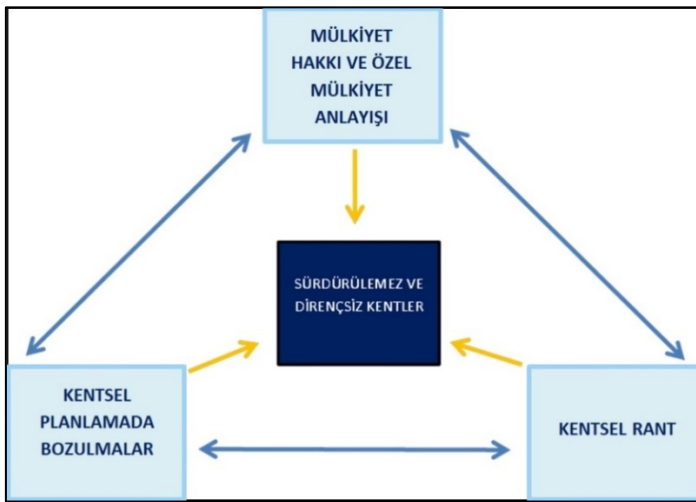 MÜLKİYET
HAKKI VE ÖZEL
MÜLKİYET
ANLAYIŞI
SÜRDÜRÜLEMEZ VE
DİRENÇSİZ KENTLER
KENTSEL
PLANLAMADA
BOZULMALAR
KENTSEL RANT